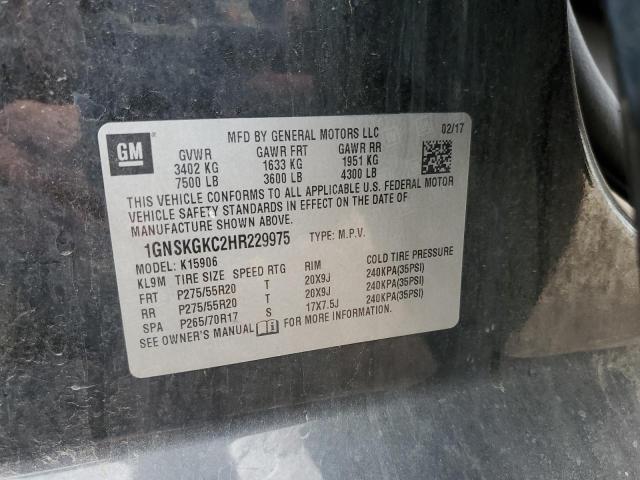 GM
MFD BY GENERAL MOTORS LLC 02/17
GVWR GAWR FRT GAWR RR
3402 KG 1633 KG 1951 KG
7500 LB 3600 LB 4300 LB
THIS VEHICLE CONFORMS TO ALL APPLICABLE U.S. FEDERAL MOTOR
VEHICLE SAFETY STANDARDS IN EFFECT ON THE DATE OF
MANUFACTURE SHOWN ABOVE.
1GNSKGKC2HR229975 TYPE: M.P.V.
MODEL: K15906
KL9M TIRE SIZE SPEED RTG RIM COLD TIRE PRESSURE
FRT P275/55R20 T 20X9J 240KPA(35PSI)
RR P275/55R20 T 20X9J 240KPA(35PSI)
SPA P265/70R17 S 17X7.5J 240KPA(35PSI)
SEE OWNER'S MANUAL FOR MORE INFORMATION.